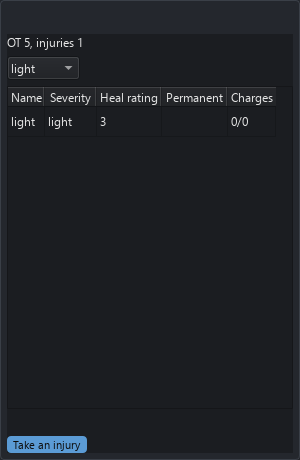 OT 5, injuries 1
light
Name Severity Heal rating Permanent Charges
light light 3 0/0
Take an injury